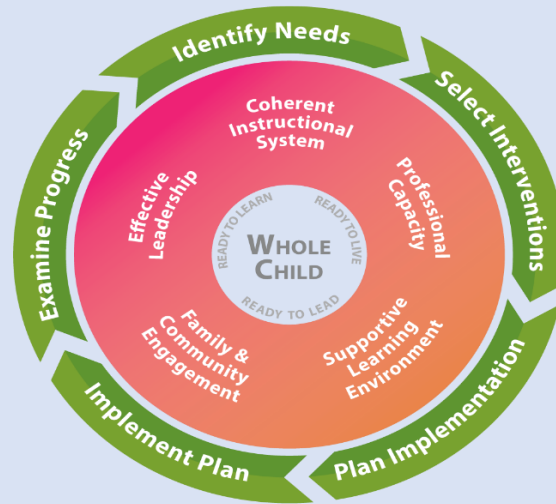 Identify Needs
Select Interventions
Plan Implementation
Implement Plan
Examine Progress
Coherent
Instructional
System
Professional
Capacity
Supportive
Learning
Environment
Family &
Community
Engagement
Effective
Leadership
READY TO LEARN
READY TO LIVE
READY TO LEAD
WHOLE
CHILD